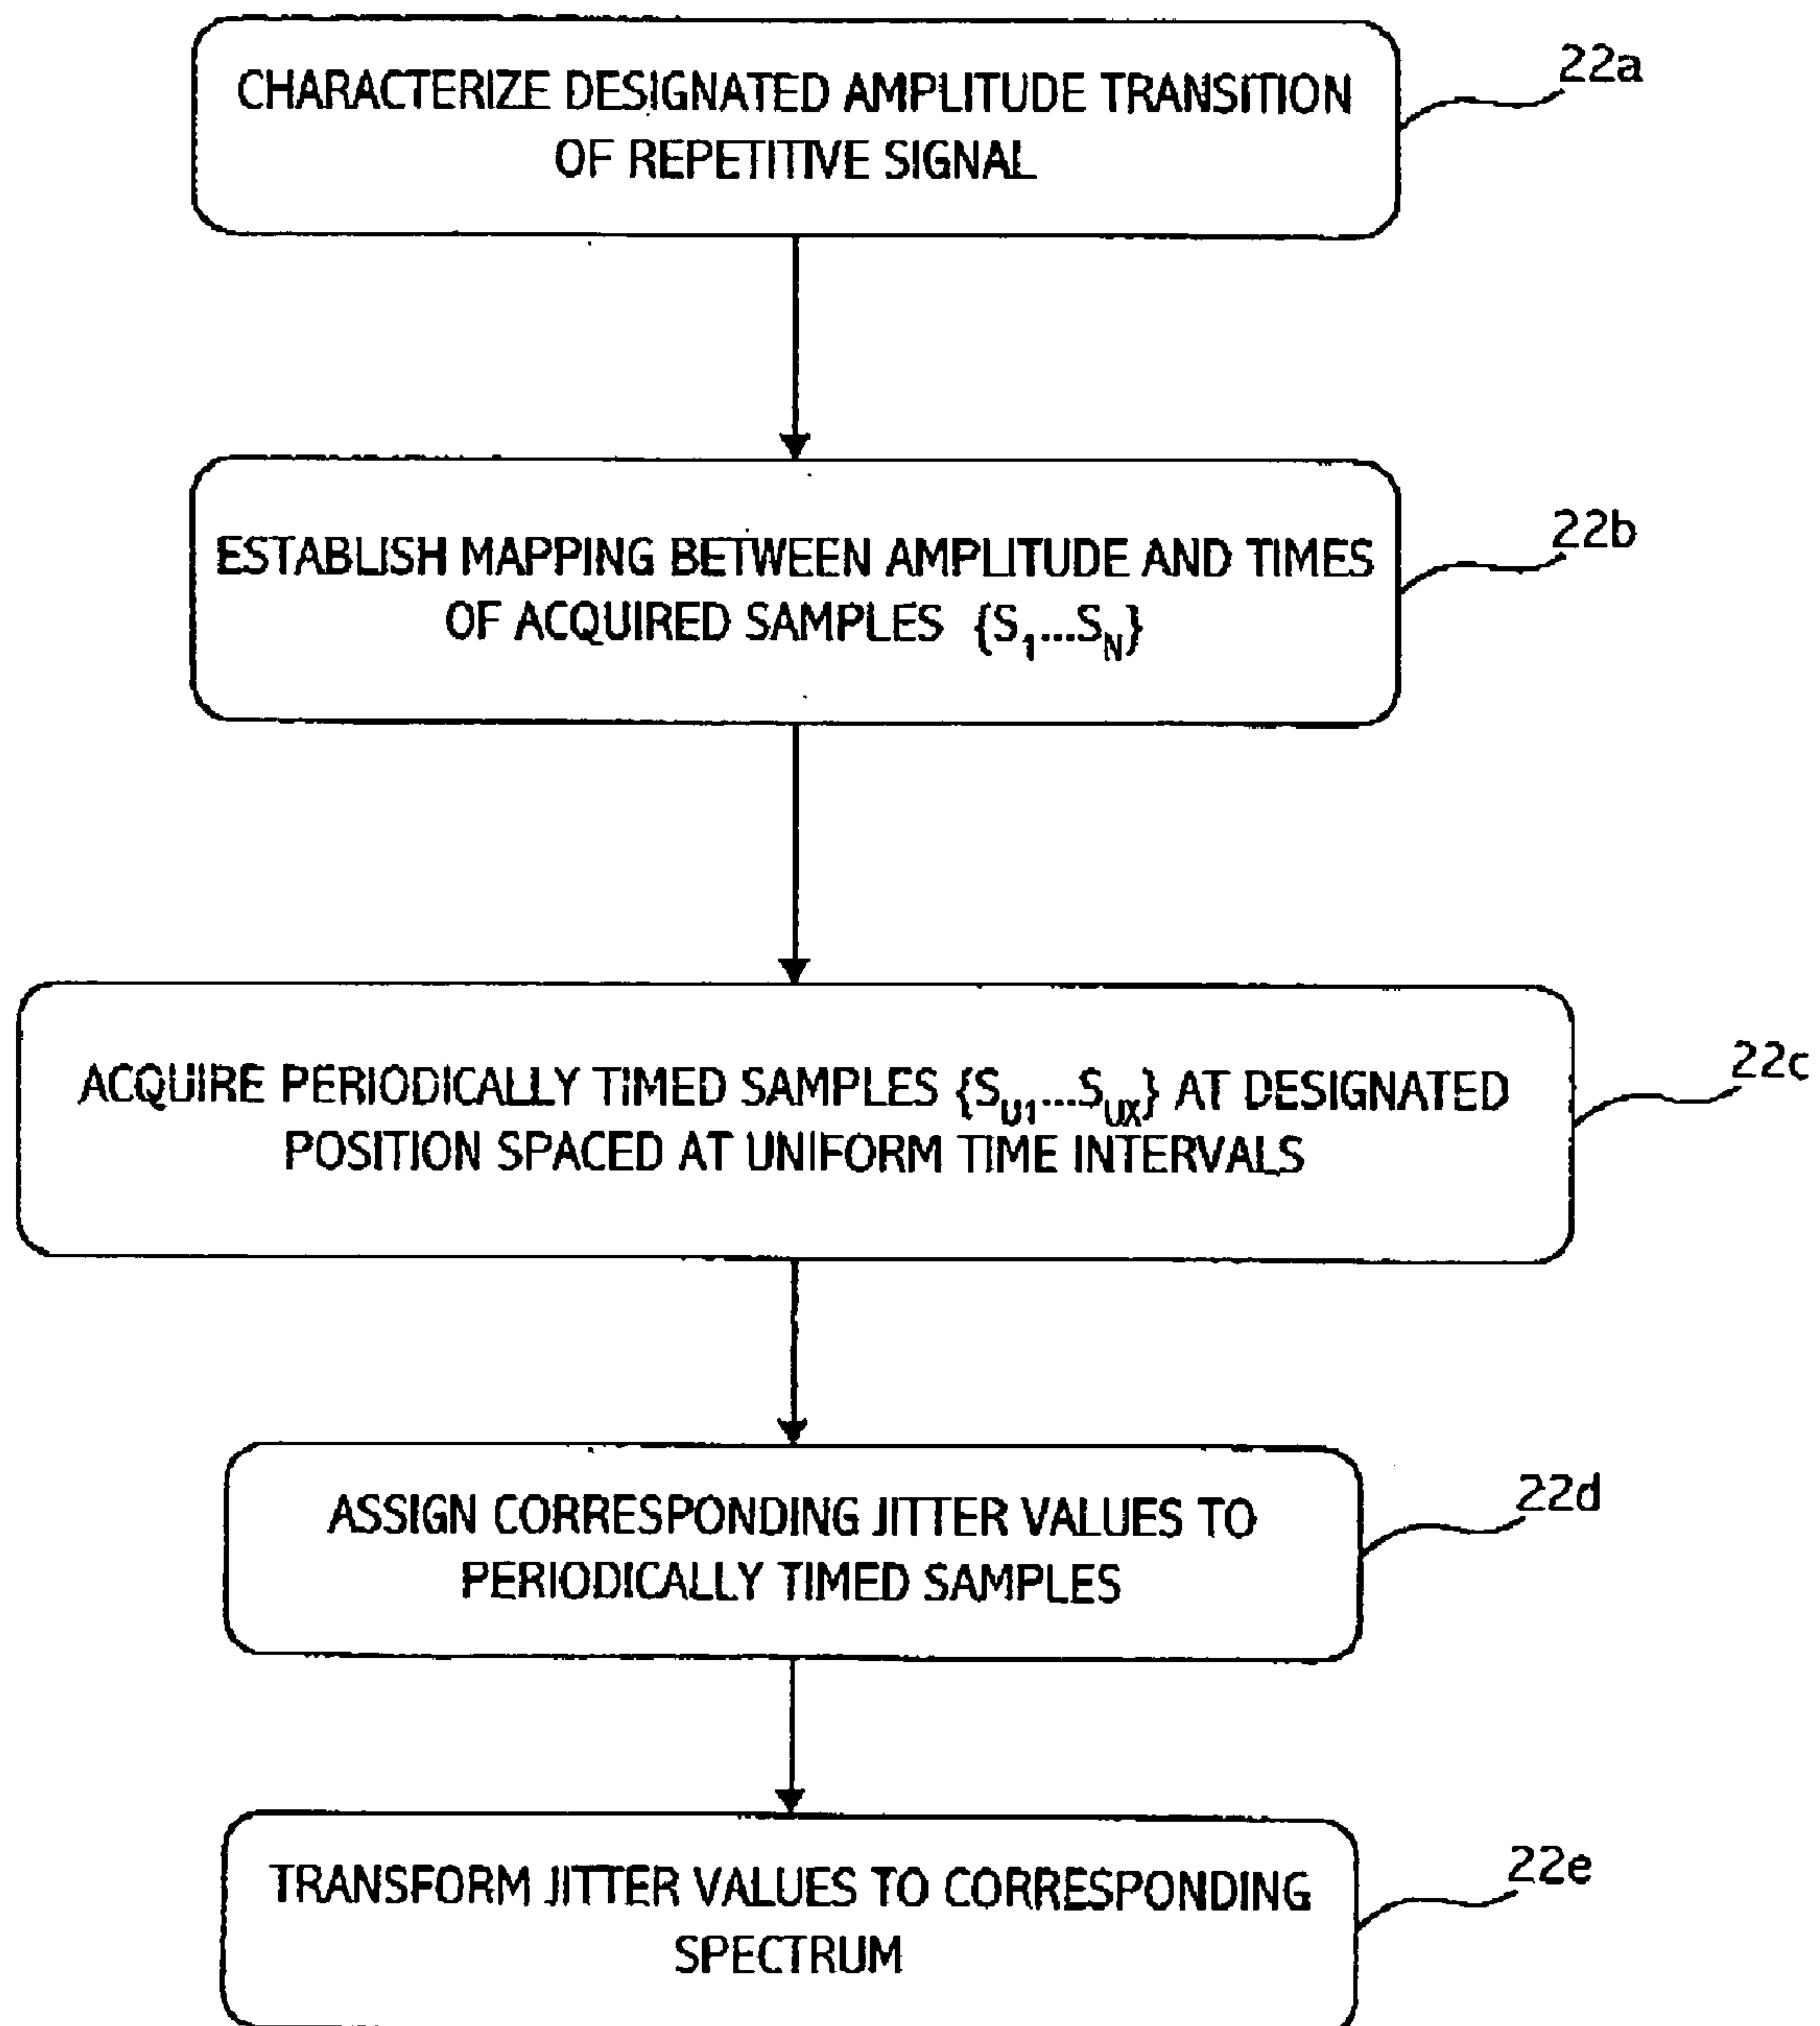 CHARACTERIZE DESIGNATED AMPLITUDE TRANSITION
OF REPETITIVE SIGNAL
22a
ESTABLISH MAPPING BETWEEN AMPLITUDE AND TIMES
OF ACQUIRED SAMPLES {S1...SN}
22b
ACQUIRE PERIODICALLY TIMED SAMPLES {SU1...SUX} AT DESIGNATED
POSITION SPACED AT UNIFORM TIME INTERVALS
22c
ASSIGN CORRESPONDING JITTER VALUES TO
PERIODICALLY TIMED SAMPLES
22d
TRANSFORM JITTER VALUES TO CORRESPONDING
SPECTRUM
22e